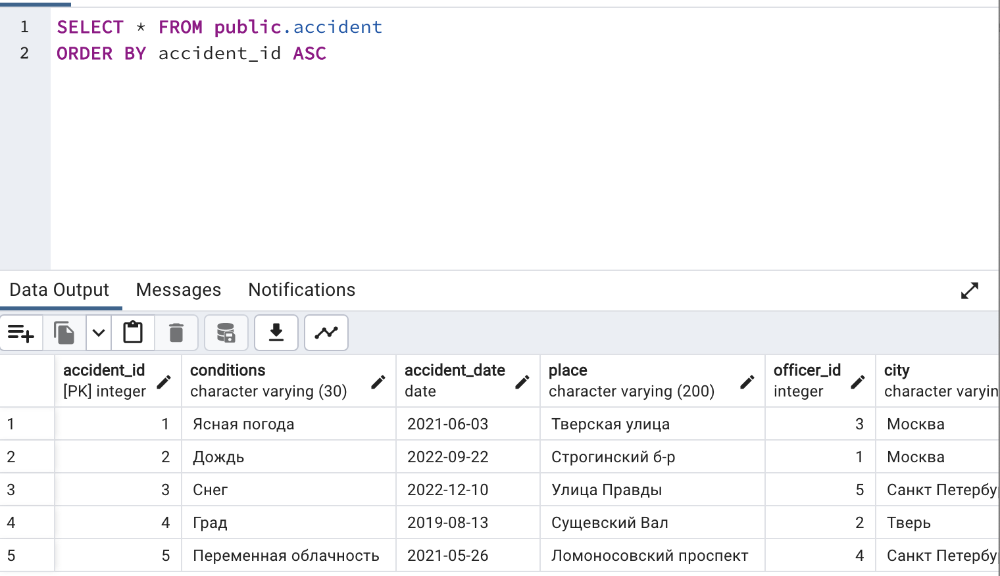 1 SELECT * FROM public.accident
2 ORDER BY accident_id ASC
Data Output Messages Notifications
accident_id conditions accident_date place officer_id city
[PK] integer character varying (30) date character varying (200) integer character varyin
1 1 Ясная погода 2021-06-03 Тверская улица 3 Москва
2 2 Дождь 2022-09-22 Строгинский б-р 1 Москва
3 3 Снег 2022-12-10 Улица Правды 5 Санкт Петербу
4 4 Град 2019-08-13 Сущевский Вал 2 Тверь
5 5 Переменная облачность 2021-05-26 Ломоносовский проспект 4 Санкт Петербу